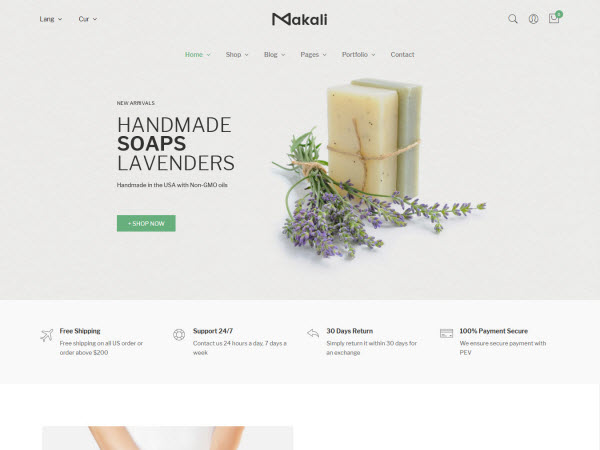 Lang Cur Makali 0
Home Shop Blog Pages Portfolio Contact
NEW ARRIVALS
HANDMADE
SOAPS
LAVENDERS
Handmade in the USA with Non-GMO oils
+ SHOP NOW
Free Shipping
Free shipping on all US order or
order above $200
Support 24/7
Contact us 24 hours a day, 7 days a
week
30 Days Return
Simply return it within 30 days for
an exchange
100% Payment Secure
We ensure secure payment with
PEV